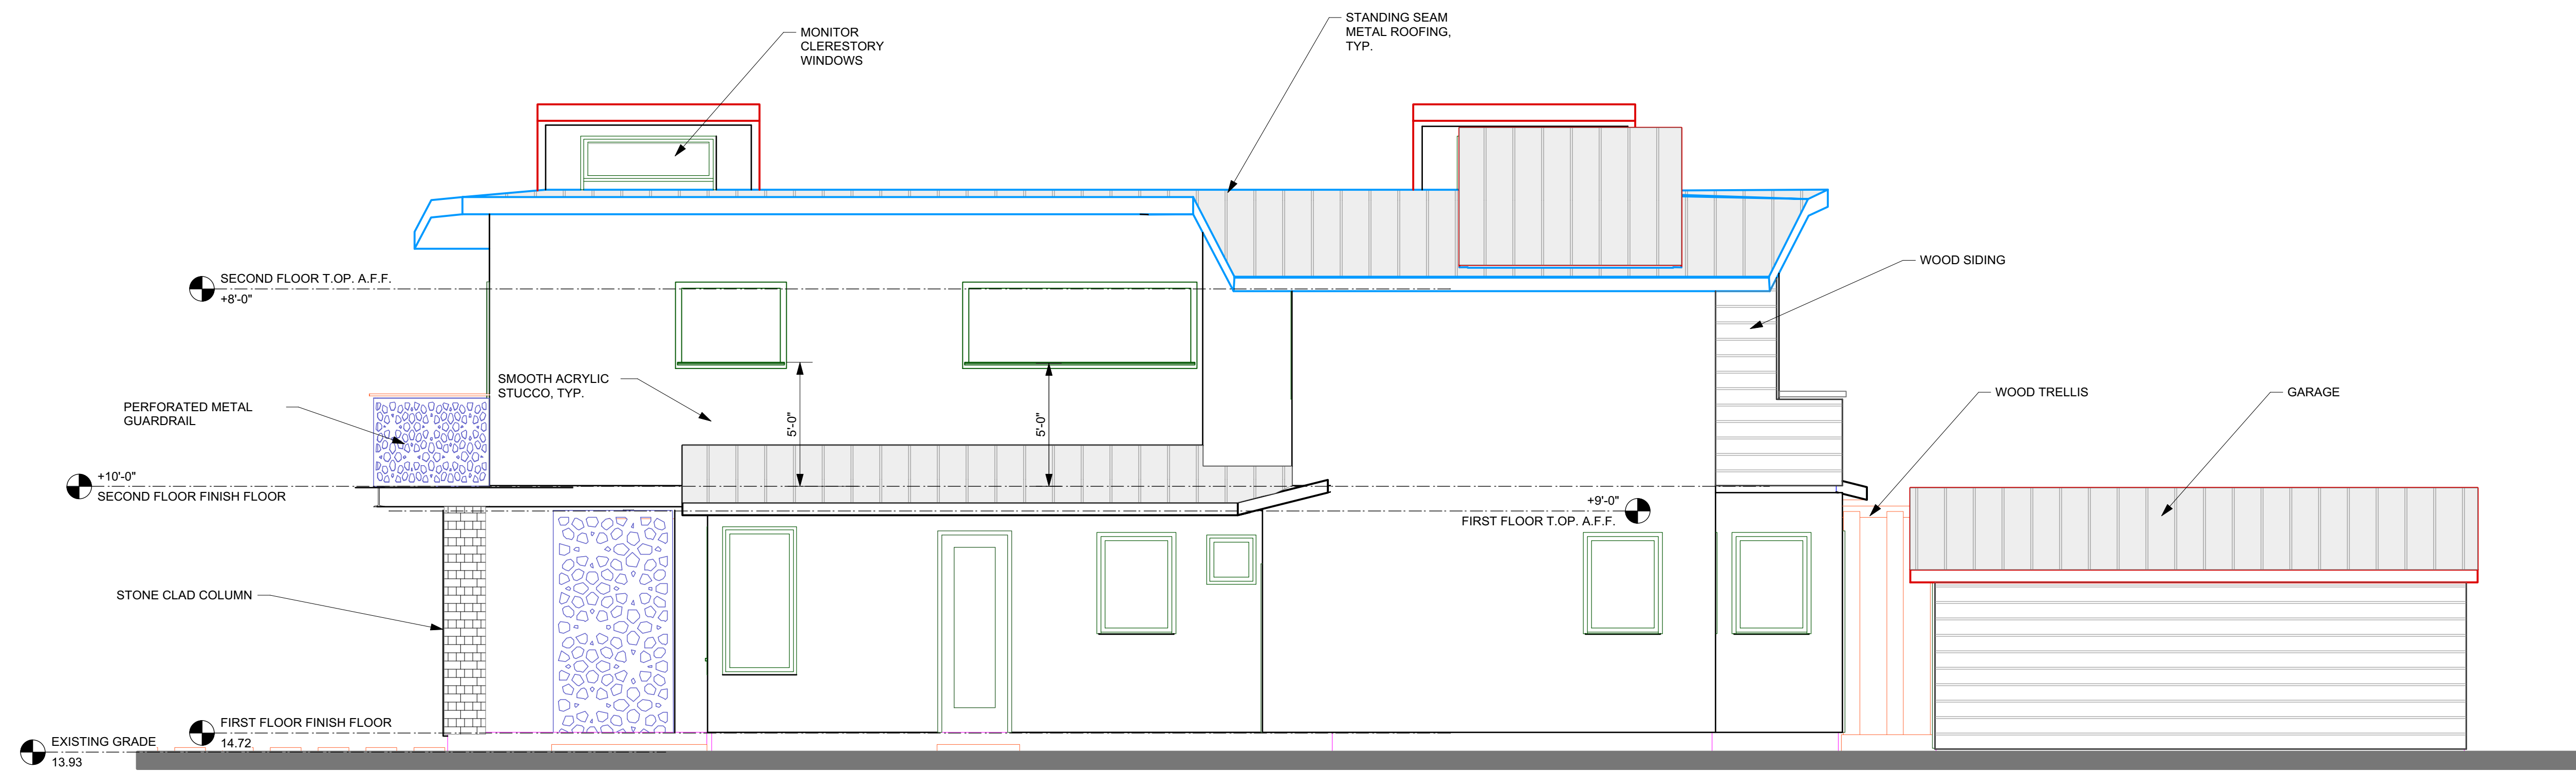 MONITOR
CLERESTORY
WINDOWS
STANDING SEAM
METAL ROOFING,
TYP.
SECOND FLOOR T.OP. A.F.F.
+8'-0"
WOOD SIDING
SMOOTH ACRYLIC
STUCCO, TYP.
PERFORATED METAL
GUARDRAIL
5'-0"
5'-0"
WOOD TRELLIS
GARAGE
+10'-0"
SECOND FLOOR FINISH FLOOR
+9'-0"
FIRST FLOOR T.OP. A.F.F.
STONE CLAD COLUMN
FIRST FLOOR FINISH FLOOR
14.72
EXISTING GRADE
13.93